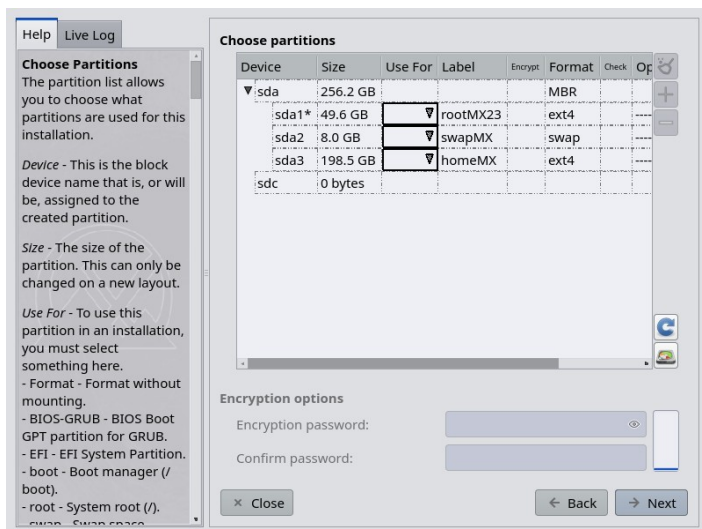 Help
Live Log
Choose Partitions
The partition list allows
you to choose what
partitions are used for this
installation.
Device - This is the block
device name that is, or will
be, assigned to the
created partition.
Size - The size of the
partition. This can only be
changed on a new layout.
Use For - To use this
partition in an installation,
you must select
something here.
- Format - Format without
mounting.
- BIOS-GRUB - BIOS Boot
GPT partition for GRUB.
- EFI - EFI System Partition.
- boot - Boot manager (/
boot).
- root - System root (/).
- swap - Swap space.
Choose partitions
Device Size Use For Label Encrypt Format Check Op
sda 256.2 GB MBR
sda1* 49.6 GB rootMX23 ext4 ----
sda2 8.0 GB swapMX swap ----
sda3 198.5 GB homeMX ext4 ----
sdc 0 bytes
Encryption options
Encryption password:
Confirm password:
Close
Back
Next